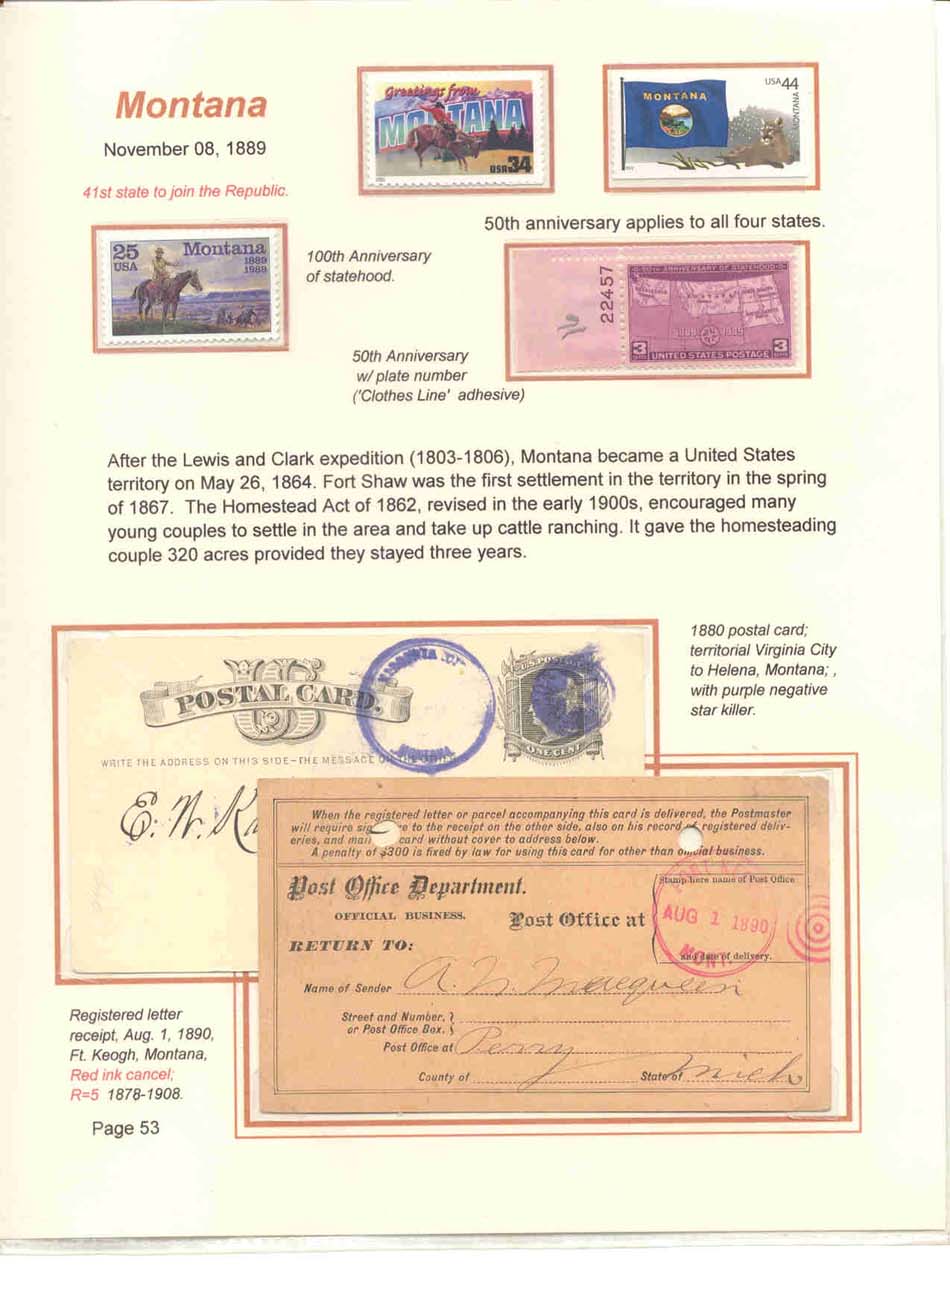 Montana
November 08, 1889
41st state to join the Republic.
Greetings from
MONTANA
USA 34
MONTANA
USA 44
MONTANA
50th anniversary applies to all four states.
25
USA
Montana
1889
1989
100th Anniversary
of statehood.
22457
50TH ANNIVERSARY OF STATEHOOD
MONTANA
1889 1939
3 UNITED STATES POSTAGE 3
50th Anniversary
w/ plate number
('Clothes Line' adhesive)
After the Lewis and Clark expedition (1803-1806), Montana became a United States
territory on May 26, 1864. Fort Shaw was the first settlement in the territory in the spring
of 1867. The Homestead Act of 1862, revised in the early 1900s, encouraged many
young couples to settle in the area and take up cattle ranching. It gave the homesteading
couple 320 acres provided they stayed three years.
1880 postal card;
territorial Virginia City
to Helena, Montana; ,
with purple negative
star killer.
POSTAL CARD.
US
MONTANA
U.S. POSTAGE
ONE CENT
WRITE THE ADDRESS ON THIS SIDE-THE MESSAGE ON THE OTHER
E. W.
When the registered letter or parcel accompanying this card is delivered, the Postmaster
will require to the receipt on the other side, also on his record registered deliv-
eries, and card without cover to address below.
A penalty of $300 is fixed by law for using this card for other than official business.
Post Office Department.
OFFICIAL BUSINESS.
Post Office at
Stamp here name of Post Office
AUG 1 1890
MONT.
and date of delivery.
RETURN TO:
Name of Sender A. N.
Street and Number, }
or Post Office Box. }
Post Office at Perry
County of State of Mich
Registered letter
receipt, Aug. 1, 1890,
Ft. Keogh, Montana,
Red ink cancel;
R=5 1878-1908.
Page 53